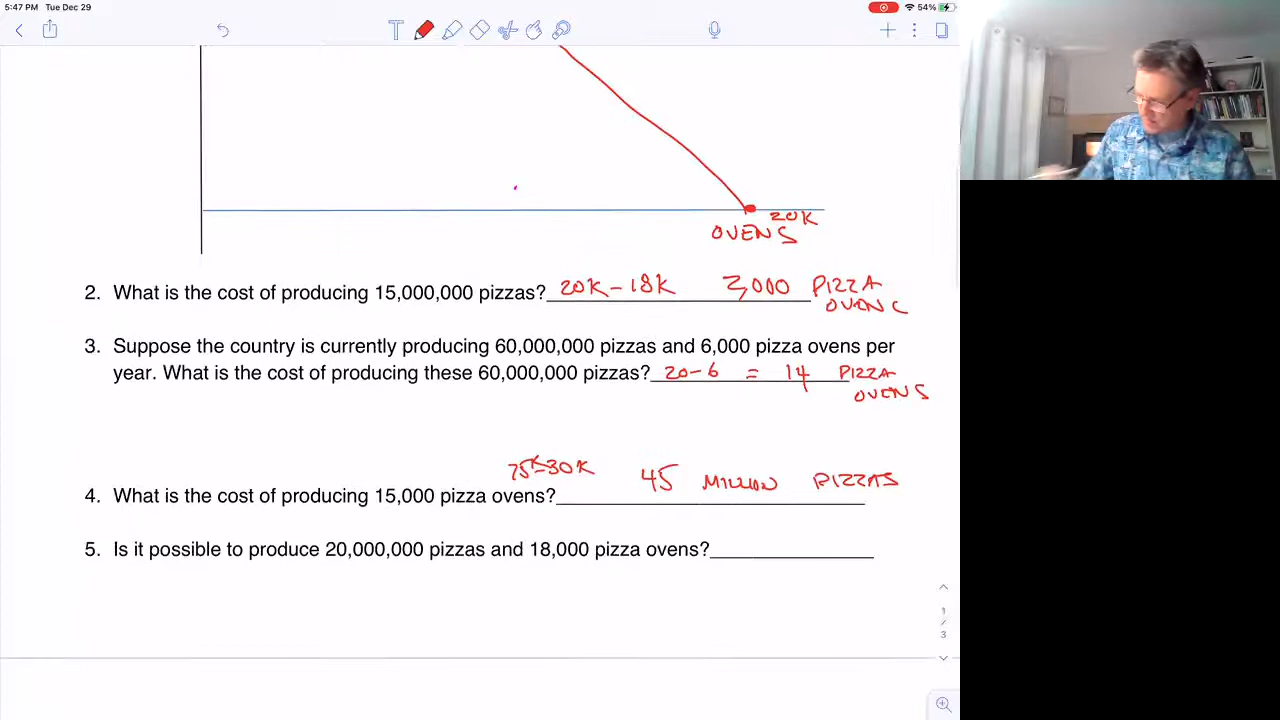 5:47 PM Tue Dec 29
54%
20K
OVENS
2. What is the cost of producing 15,000,000 pizzas? 20K-18K 2,000 PIZZA
OVENS
3. Suppose the country is currently producing 60,000,000 pizzas and 6,000 pizza ovens per
year. What is the cost of producing these 60,000,000 pizzas? 20-6 = 14 PIZZA
OVENS
75K-30K 45 MILLION PIZZAS
4. What is the cost of producing 15,000 pizza ovens?
5. Is it possible to produce 20,000,000 pizzas and 18,000 pizza ovens?
1
/
3